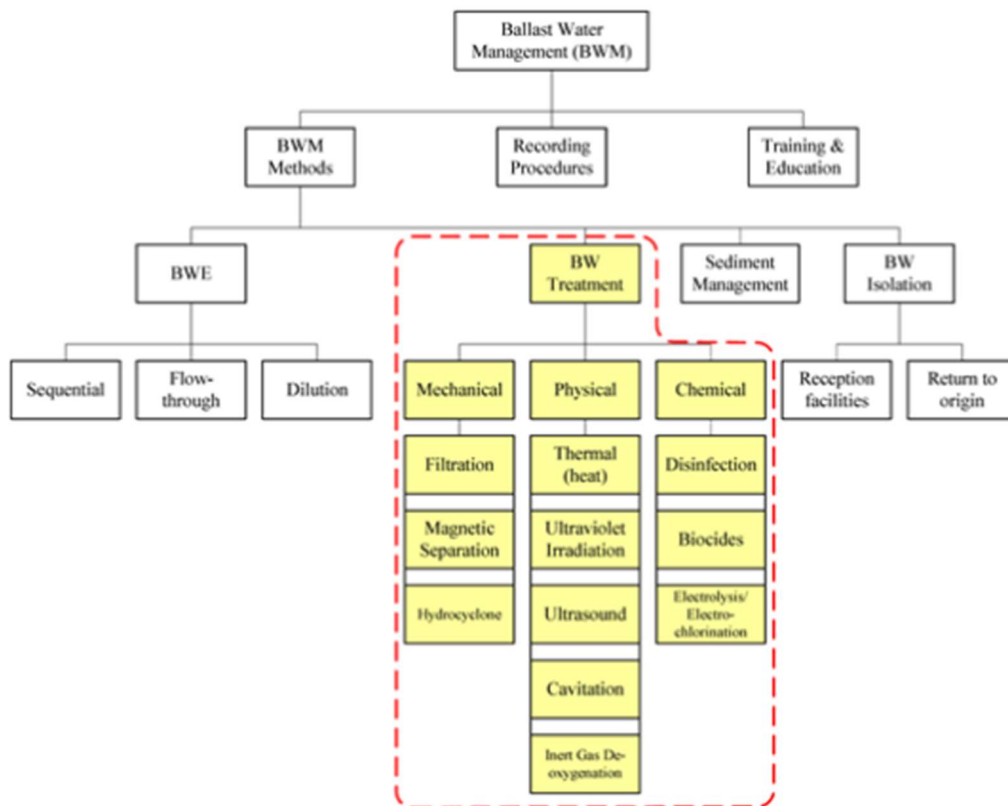 Ballast Water
Management (BWM)
BWM
Methods
Recording
Procedures
Training &
Education
BWE
BW
Treatment
Sediment
Management
BW
Isolation
Sequential
Flow-
through
Dilution
Mechanical
Physical
Chemical
Reception
facilities
Return to
origin
Filtration
Thermal
(heat)
Disinfection
Magnetic
Separation
Ultraviolet
Irradiation
Biocides
Hydrocyclone
Ultrasound
Electrolysis/
Electro-
chlorination
Cavitation
Inert Gas De-
oxygenation